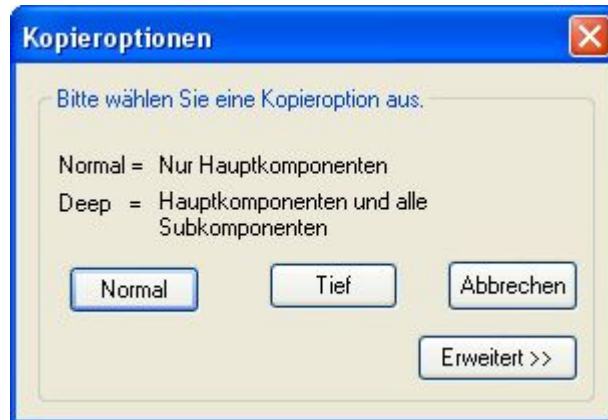 Kopieroptionen
Bitte wählen Sie eine Kopieroption aus.
Normal = Nur Hauptkomponenten
Deep = Hauptkomponenten und alle
Subkomponenten
Normal Tief Abbrechen
Erweitert >>